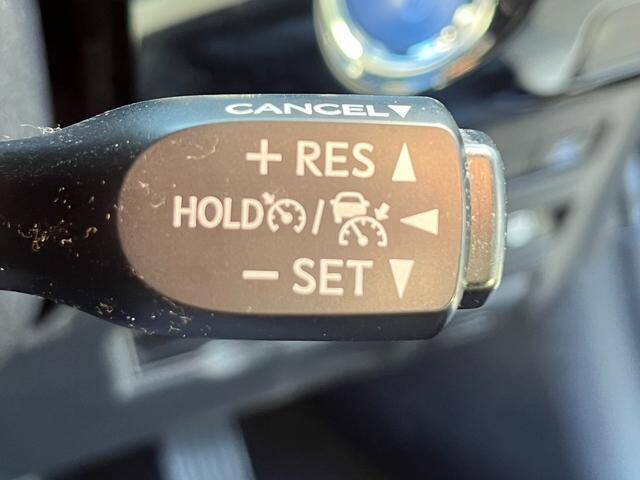 CANCEL▼
+ RES ▲
HOLD / ◀
− SET ▼